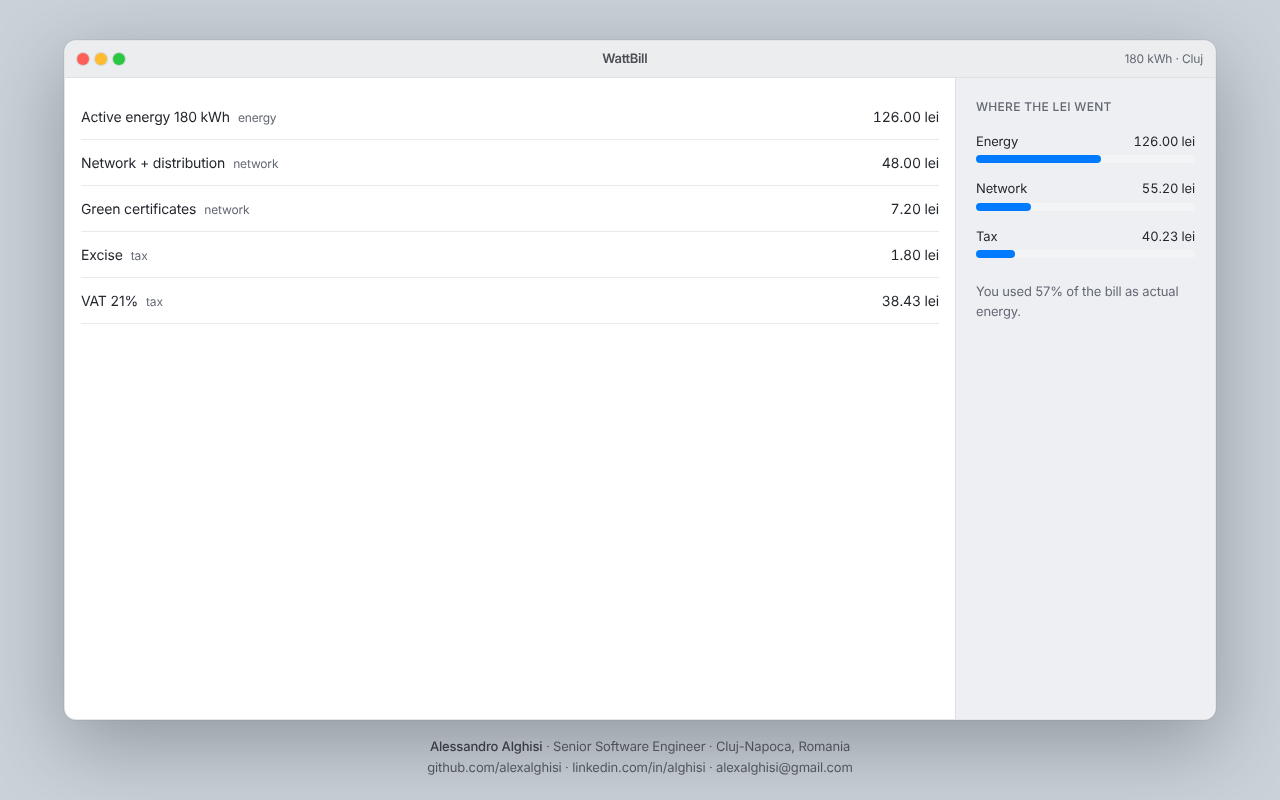 WattBill
180 kWh · Cluj
Active energy 180 kWh energy 126.00 lei
Network + distribution network 48.00 lei
Green certificates network 7.20 lei
Excise tax 1.80 lei
VAT 21% tax 38.43 lei
WHERE THE LEI WENT
Energy 126.00 lei
Network 55.20 lei
Tax 40.23 lei
You used 57% of the bill as actual
energy.
Alessandro Alghisi · Senior Software Engineer · Cluj-Napoca, Romania
github.com/alexalghisi · linkedin.com/in/alghisi · alexalghisi@gmail.com